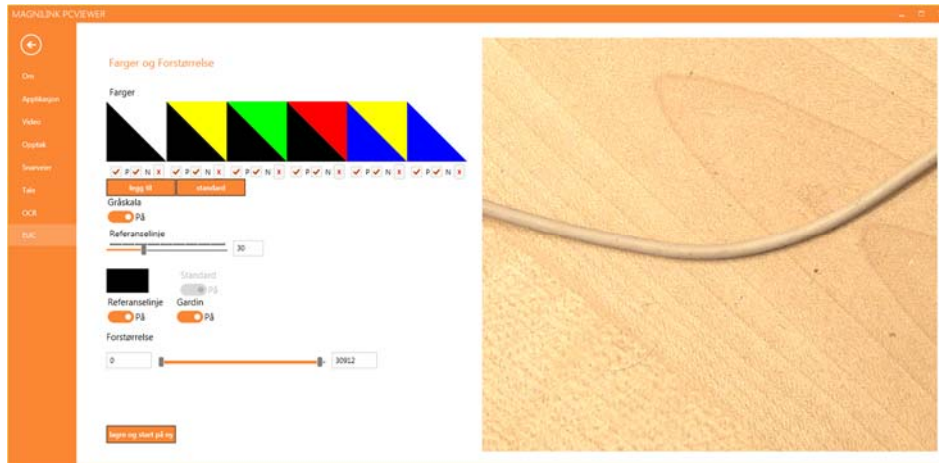 MAGNILINK PCVIEWER
Om
Applikasjon
Video
Opptak
Snarveier
Tale
OCR
Farger og Forstørrelse
Farger
P N X P N X P N X P N X P N X P N X
legg til standard
Gråskala
På
Referanselinje
30
Standard
På
Referanselinje Gardin
På På
Forstørrelse
0 30912
lagre og start på ny